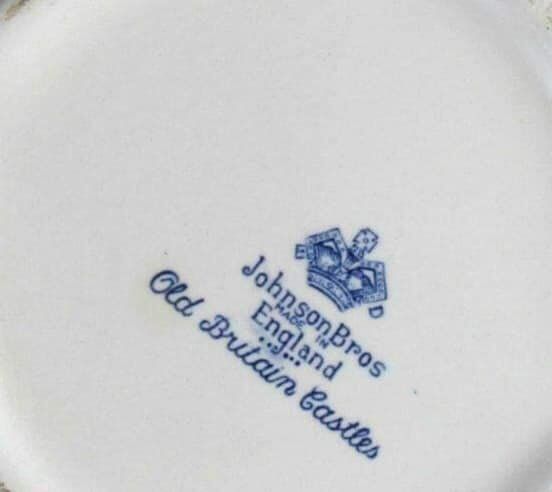 Johnson Bros
MADE IN
England
Old Britain Castles